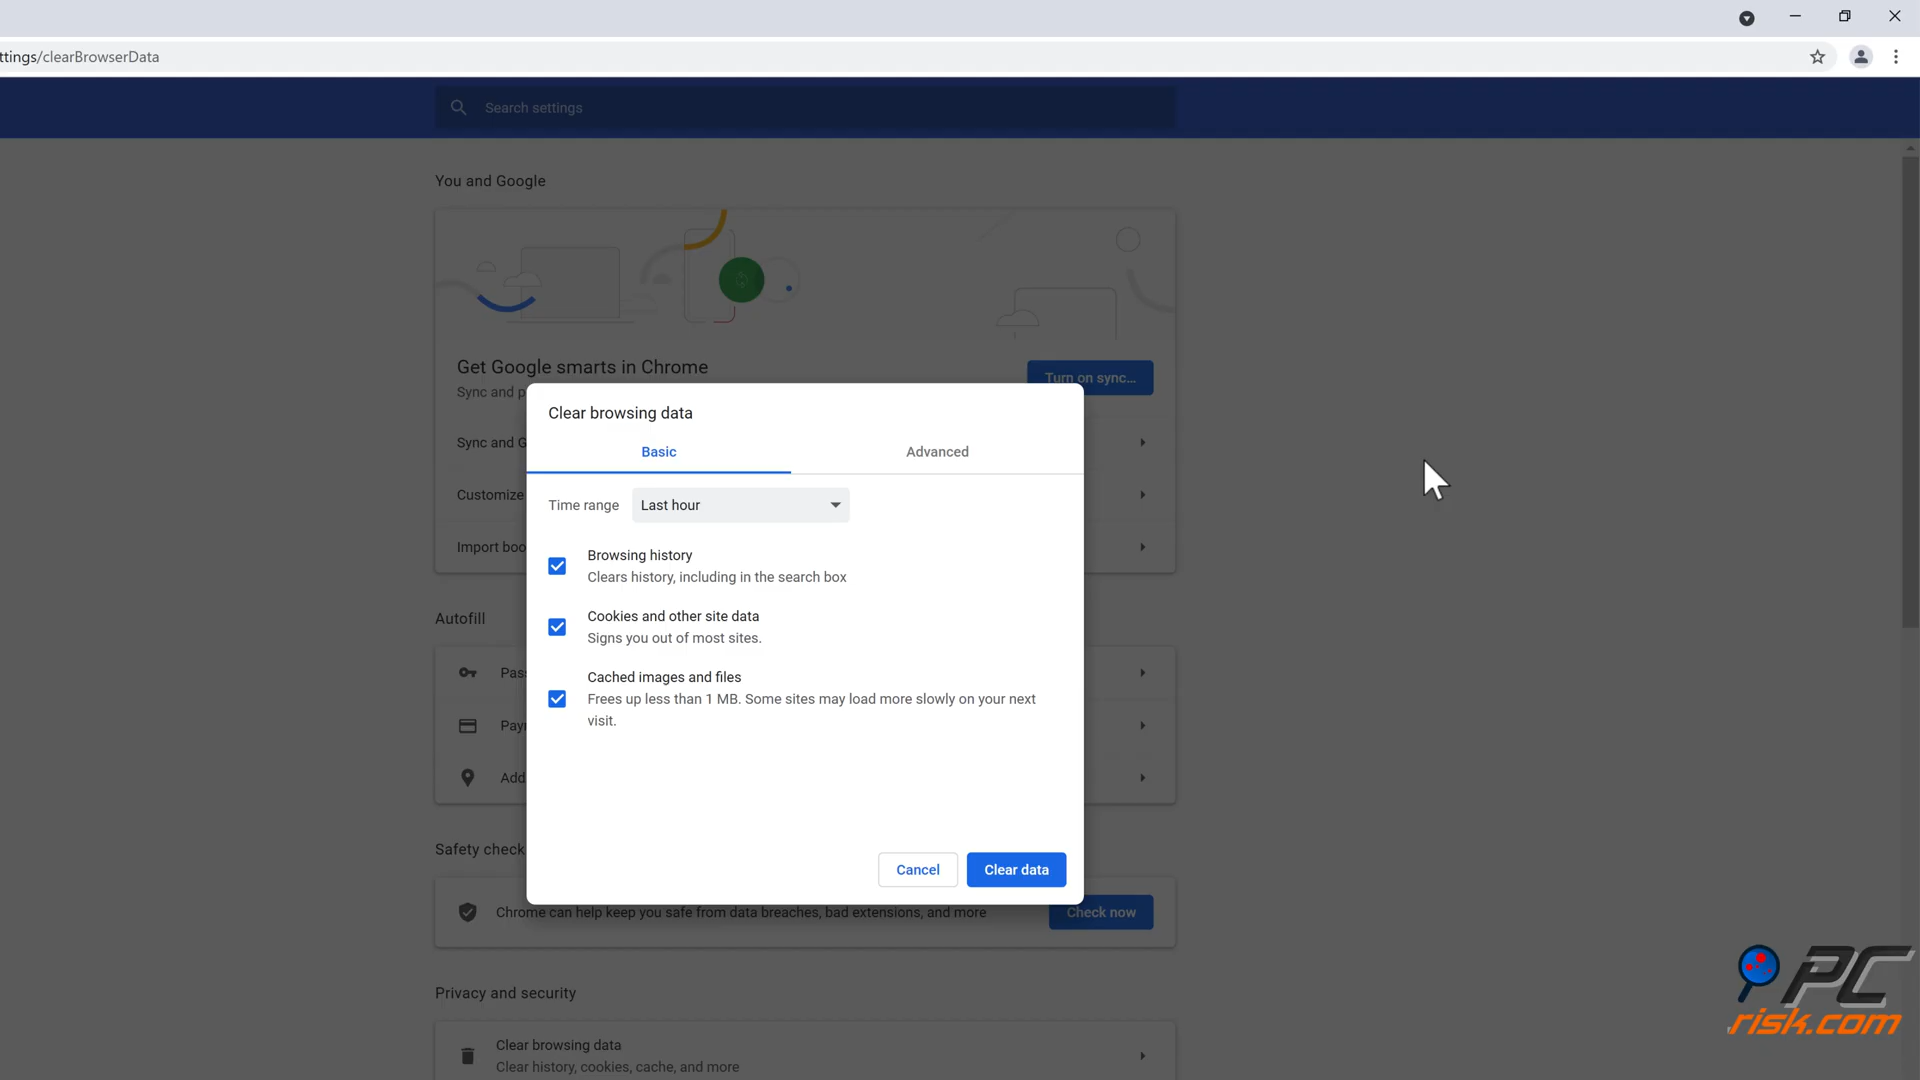 ttings/clearBrowserData
Search settings
You and Google
Get Google smarts in Chrome
Turn on sync...
Sync and p
Clear browsing data
Sync and G
Basic
Advanced
Customize
Time range
Last hour
Import boo
Browsing history
Clears history, including in the search box
Autofill
Cookies and other site data
Signs you out of most sites.
Pas
Cached images and files
Frees up less than 1 MB. Some sites may load more slowly on your next
visit.
Pay
Add
Safety check
Cancel
Clear data
Chrome can help keep you safe from data breaches, bad extensions, and more
Check now
Privacy and security
Clear browsing data
Clear history, cookies, cache, and more
PC
risk.com